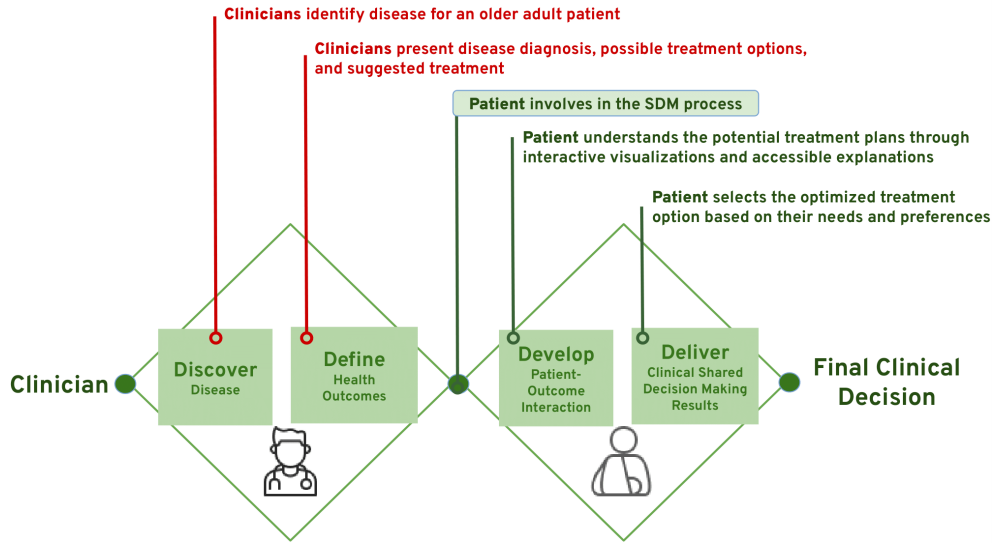 Clinicians identify disease for an older adult patient
Clinicians present disease diagnosis, possible treatment options,
and suggested treatment
Patient involves in the SDM process
Patient understands the potential treatment plans through
interactive visualizations and accessible explanations
Patient selects the optimized treatment
option based on their needs and preferences
Clinician
Discover
Disease
Define
Health
Outcomes
Develop
Patient-
Outcome
Interaction
Deliver
Clinical Shared
Decision Making
Results
Final Clinical
Decision